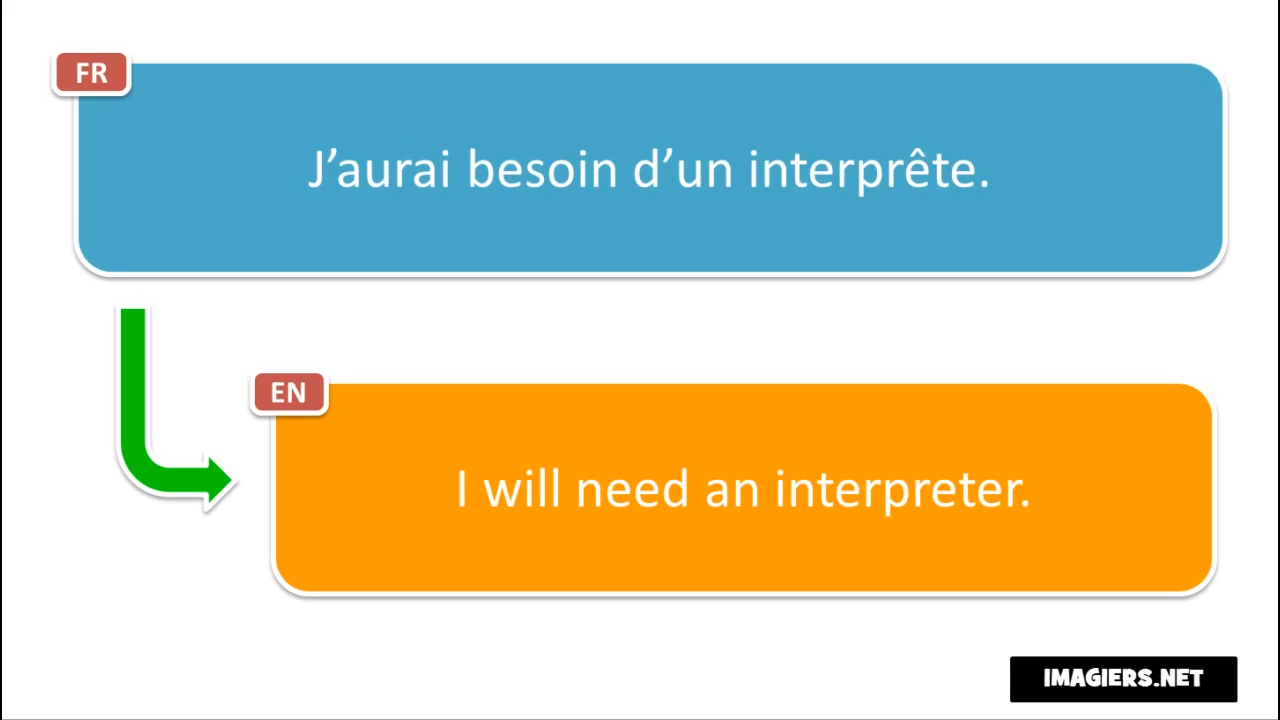 FR
J’aurai besoin d’un interprête.
EN
I will need an interpreter.
IMAGIERS.NET